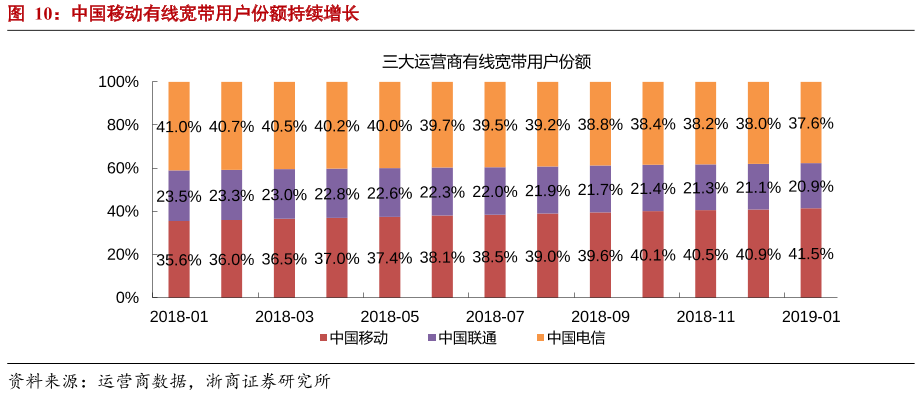 图 10：中国移动有线宽带用户份额持续增长
三大运营商有线宽带用户份额
100%
80%
60%
40%
20%
0%
41.0% 40.7% 40.5% 40.2% 40.0% 39.7% 39.5% 39.2% 38.8% 38.4% 38.2% 38.0% 37.6%
23.5% 23.3% 23.0% 22.8% 22.6% 22.3% 22.0% 21.9% 21.7% 21.4% 21.3% 21.1% 20.9%
35.6% 36.0% 36.5% 37.0% 37.4% 38.1% 38.5% 39.0% 39.6% 40.1% 40.5% 40.9% 41.5%
2018-01 2018-03 2018-05 2018-07 2018-09 2018-11 2019-01
中国移动 中国联通 中国电信
资料来源：运营商数据，浙商证券研究所